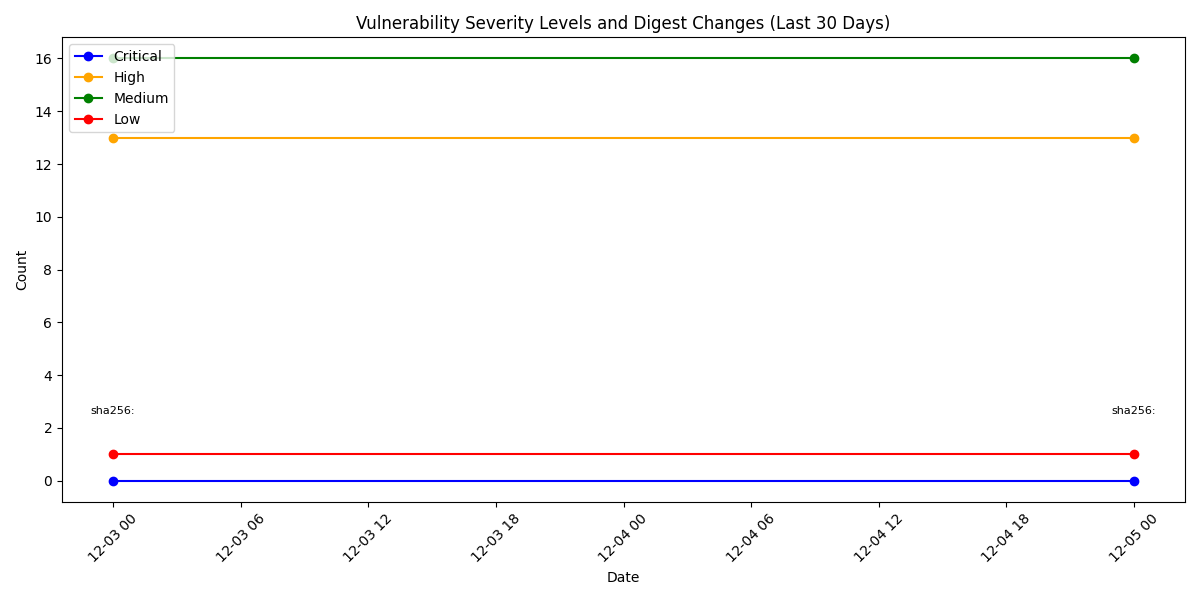 Vulnerability Severity Levels and Digest Changes (Last 30 Days)
Critical
High
Medium
Low
Count
16
14
12
10
8
6
4
2
0
sha256:
sha256:
12-03 00
12-03 06
12-03 12
12-03 18
12-04 00
12-04 06
12-04 12
12-04 18
12-05 00
Date